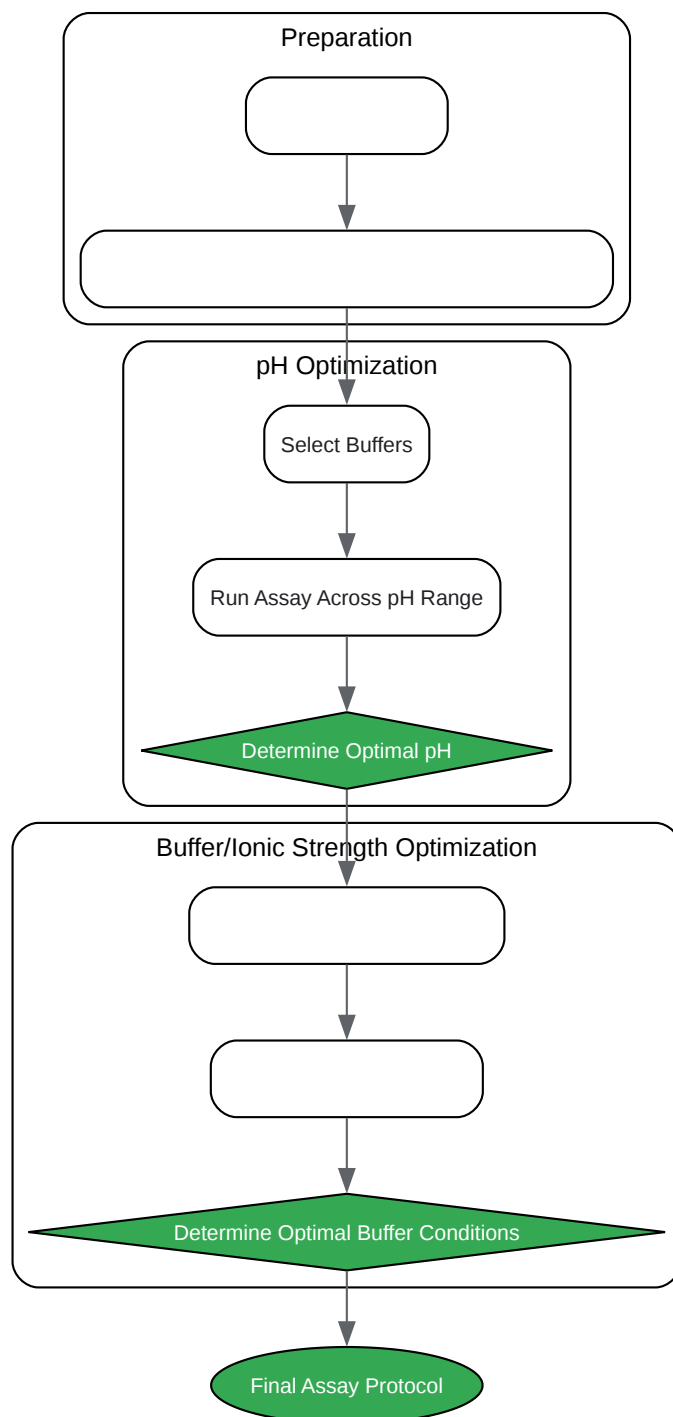 Preparation
pH Optimization
Select Buffers
Run Assay Across pH Range
Determine Optimal pH
Buffer/Ionic Strength Optimization
Determine Optimal Buffer Conditions
Final Assay Protocol